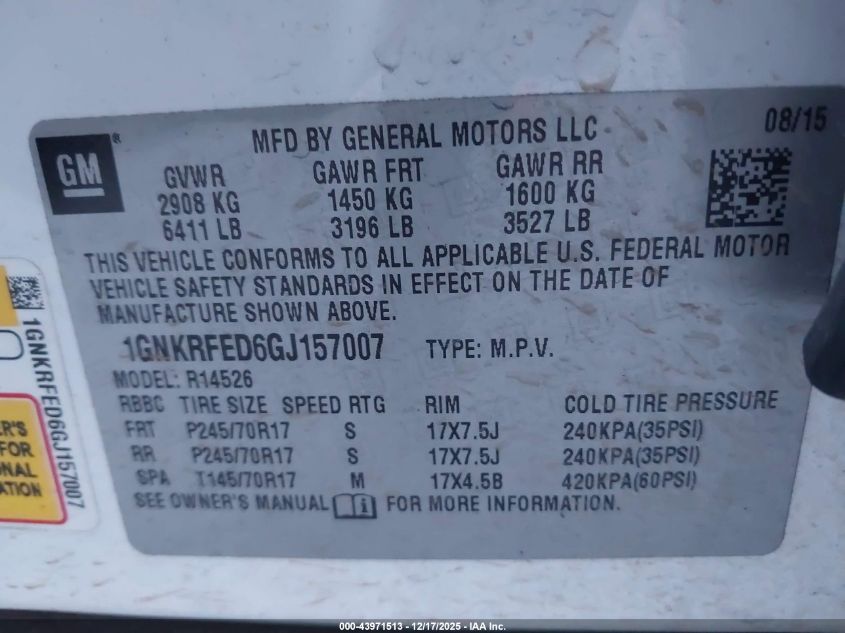 GM ®
MFD BY GENERAL MOTORS LLC
08/15
GVWR GAWR FRT GAWR RR
2908 KG 1450 KG 1600 KG
6411 LB 3196 LB 3527 LB
THIS VEHICLE CONFORMS TO ALL APPLICABLE U.S. FEDERAL MOTOR
VEHICLE SAFETY STANDARDS IN EFFECT ON THE DATE OF
MANUFACTURE SHOWN ABOVE.
1GNKRFED6GJ157007 TYPE: M.P.V.
MODEL: R14526
RBBC TIRE SIZE SPEED RTG RIM COLD TIRE PRESSURE
FRT P245/70R17 S 17X7.5J 240KPA(35PSI)
RR P245/70R17 S 17X7.5J 240KPA(35PSI)
SPA T145/70R17 M 17X4.5B 420KPA(60PSI)
SEE OWNER'S MANUAL i FOR MORE INFORMATION.
1GNKRFED6GJ157007
ER'S
FOR
ONAL
ATION
000-43971513 - 12/17/2025 - IAA Inc.